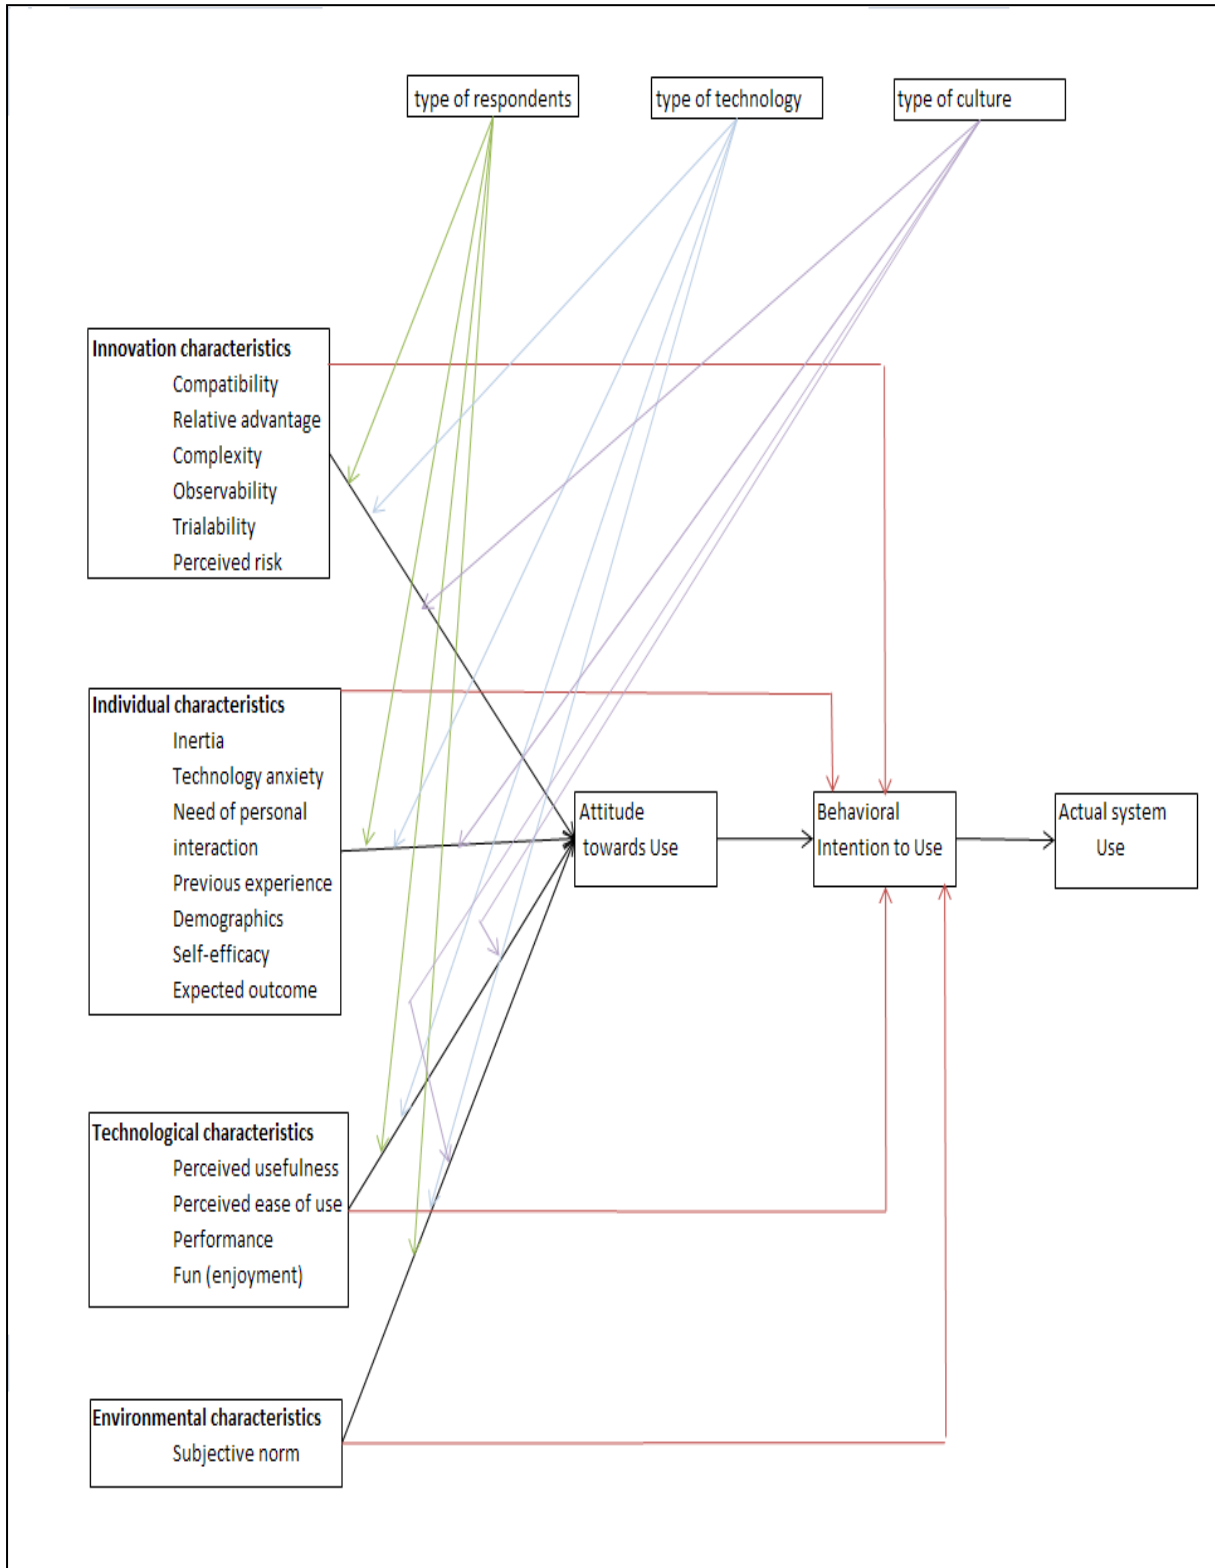 type of respondents
type of technology
type of culture
Innovation characteristics
Compatibility
Relative advantage
Complexity
Observability
Trialability
Perceived risk
Individual characteristics
Inertia
Technology anxiety
Need of personal
interaction
Previous experience
Demographics
Self-efficacy
Expected outcome
Attitude
towards Use
Behavioral
Intention to Use
Actual system
Use
Technological characteristics
Perceived usefulness
Perceived ease of use
Performance
Fun (enjoyment)
Environmental characteristics
Subjective norm